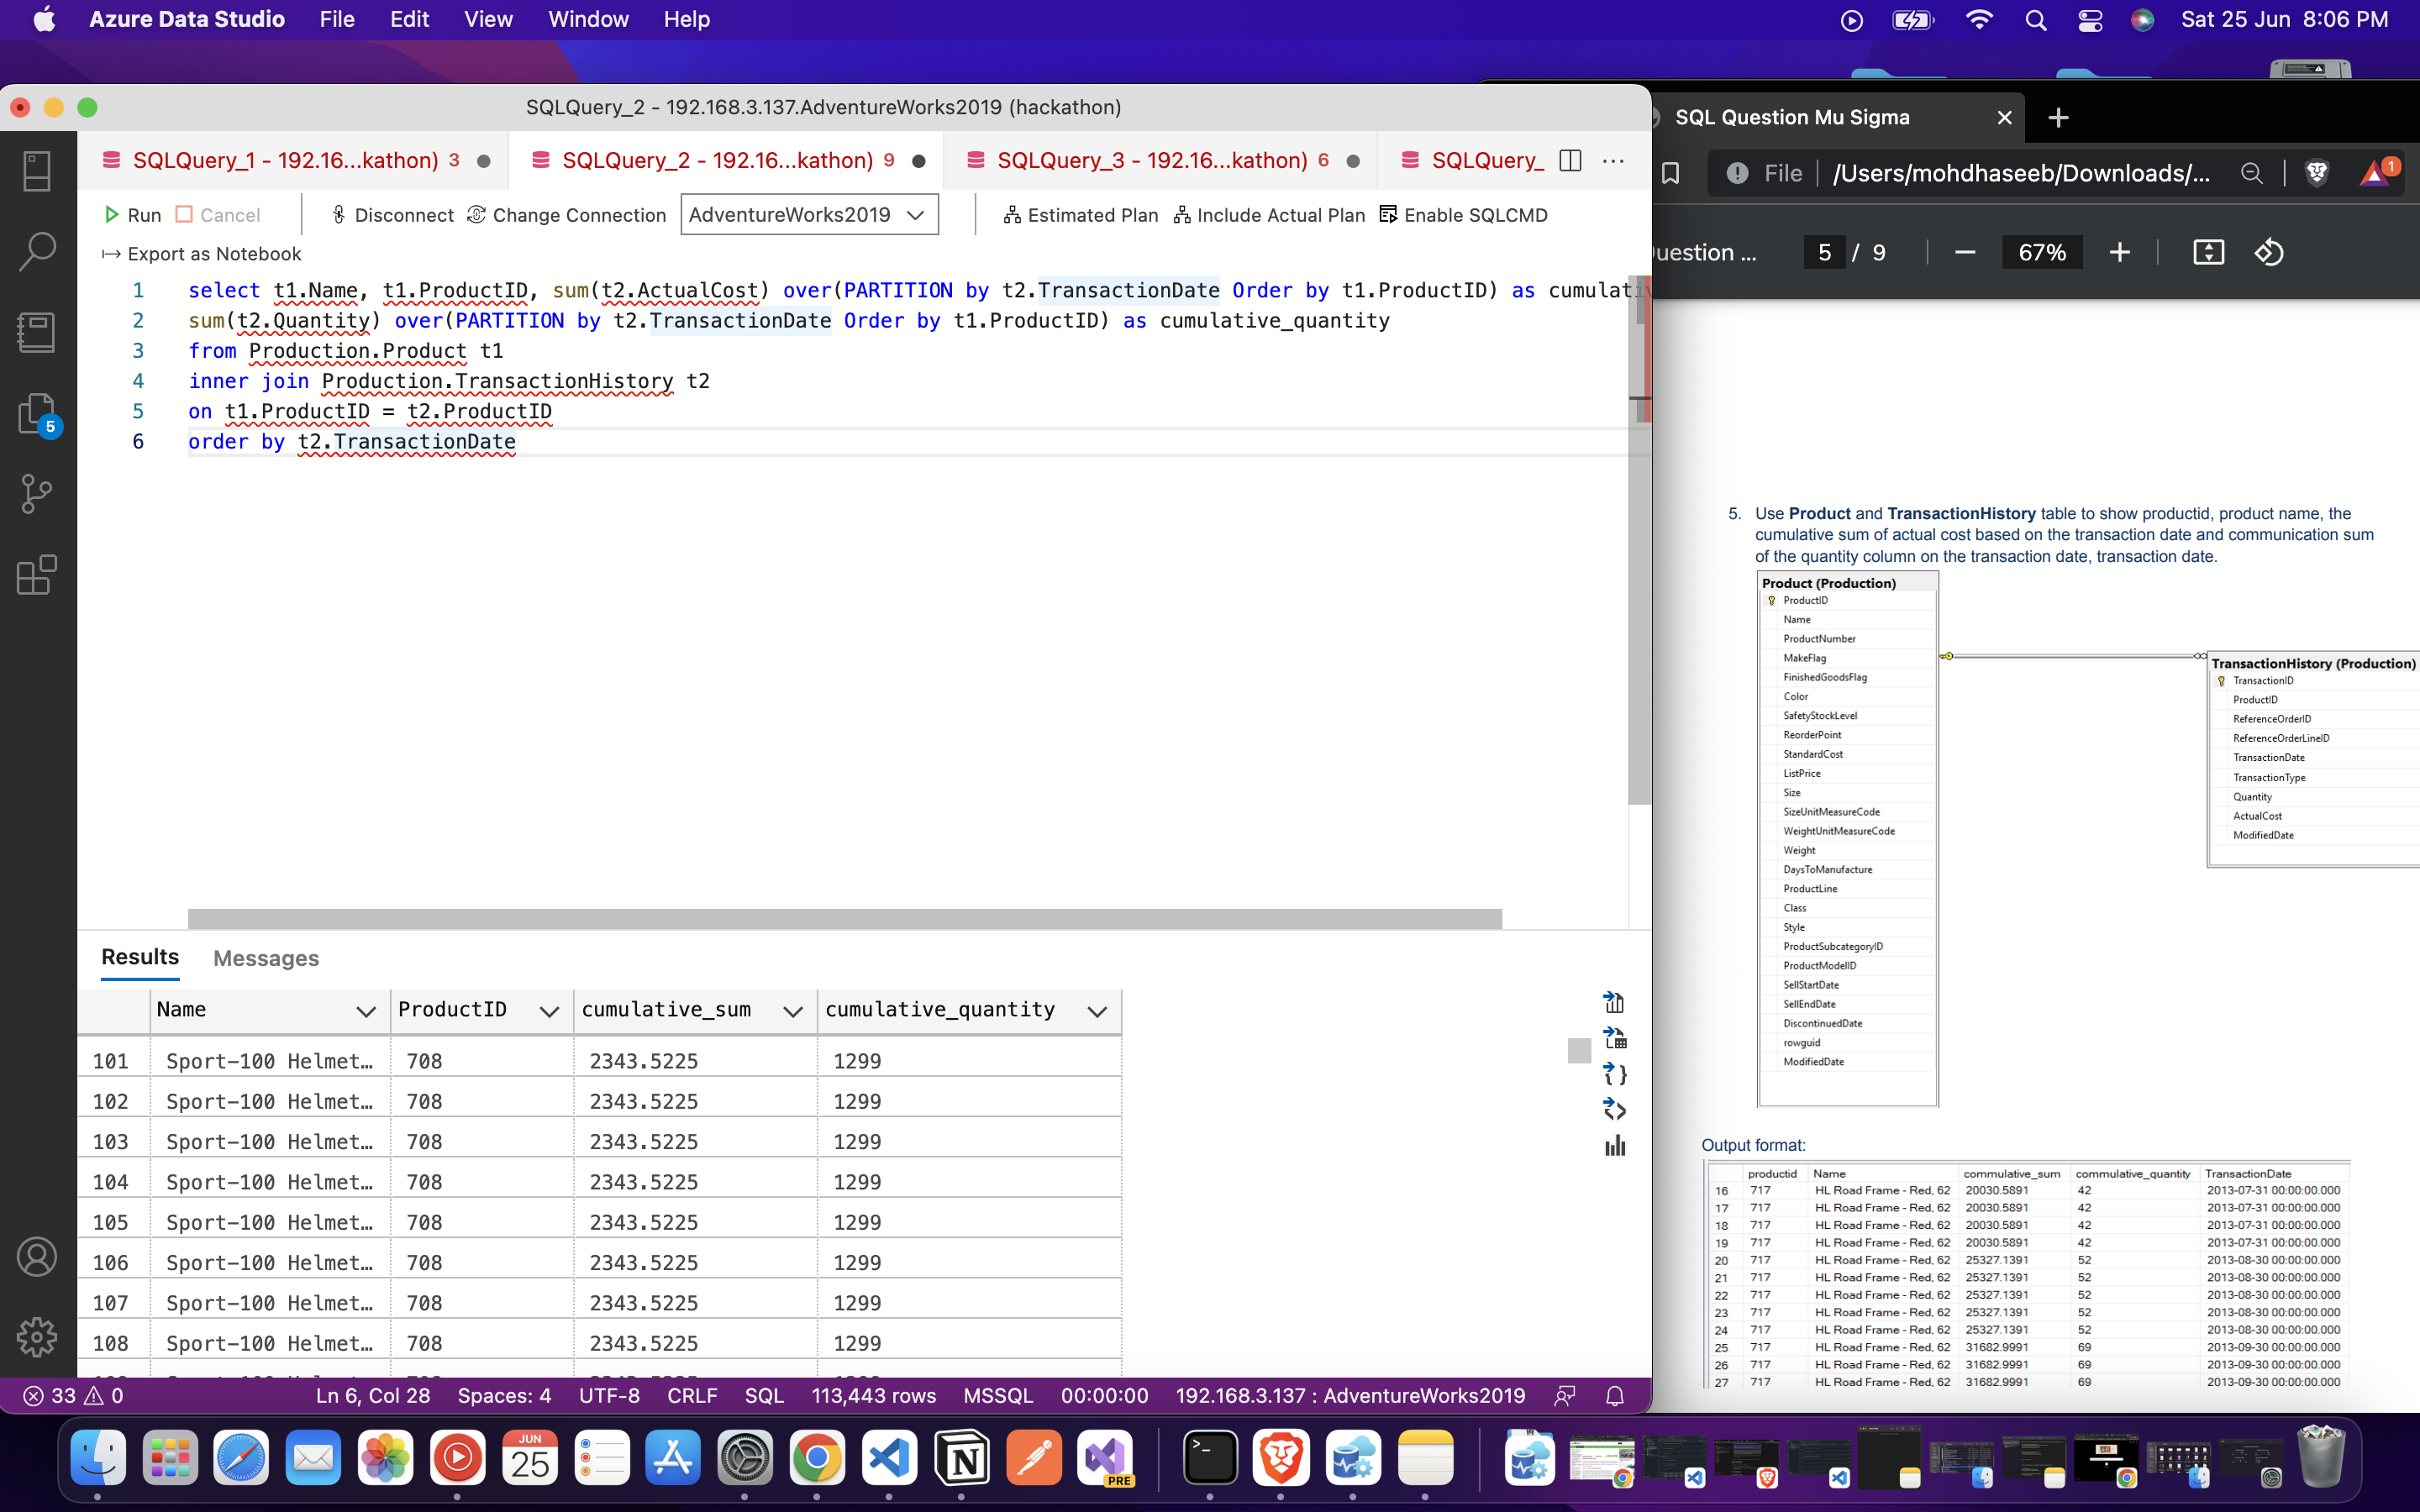 Azure Data Studio File Edit View Window Help Sat 25 Jun 8:06 PM
SQLQuery_2 - 192.168.3.137.AdventureWorks2019 (hackathon)
SQLQuery_1 - 192.16...kathon) 3 SQLQuery_2 - 192.16...kathon) 9 SQLQuery_3 - 192.16...kathon) 6 SQLQuery_
Run Cancel Disconnect Change Connection AdventureWorks2019 Estimated Plan Include Actual Plan Enable SQLCMD
Export as Notebook
1 select t1.Name, t1.ProductID, sum(t2.ActualCost) over(PARTITION by t2.TransactionDate Order by t1.ProductID) as cumulati
2 sum(t2.Quantity) over(PARTITION by t2.TransactionDate Order by t1.ProductID) as cumulative_quantity
3 from Production.Product t1
4 inner join Production.TransactionHistory t2
5 on t1.ProductID = t2.ProductID
6 order by t2.TransactionDate
5
Results Messages
Name ProductID cumulative_sum cumulative_quantity
101 Sport-100 Helmet… 708 2343.5225 1299
102 Sport-100 Helmet… 708 2343.5225 1299
103 Sport-100 Helmet… 708 2343.5225 1299
104 Sport-100 Helmet… 708 2343.5225 1299
105 Sport-100 Helmet… 708 2343.5225 1299
106 Sport-100 Helmet… 708 2343.5225 1299
107 Sport-100 Helmet… 708 2343.5225 1299
108 Sport-100 Helmet… 708 2343.5225 1299
33 0 Ln 6, Col 28 Spaces: 4 UTF-8 CRLF SQL 113,443 rows MSSQL 00:00:00 192.168.3.137 : AdventureWorks2019
SQL Question Mu Sigma
File /Users/mohdhaseeb/Downloads/... 1
uestion ... 5 / 9 67%
5. Use Product and TransactionHistory table to show productid, product name, the
cumulative sum of actual cost based on the transaction date and communication sum
of the quantity column on the transaction date, transaction date.
Product (Production)
ProductID
Name
ProductNumber
MakeFlag
FinishedGoodsFlag
Color
SafetyStockLevel
ReorderPoint
StandardCost
ListPrice
Size
SizeUnitMeasureCode
WeightUnitMeasureCode
Weight
DaysToManufacture
ProductLine
Class
Style
ProductSubcategoryID
ProductModelID
SellStartDate
SellEndDate
DiscontinuedDate
rowguid
ModifiedDate
TransactionHistory (Production)
TransactionID
ProductID
ReferenceOrderID
ReferenceOrderLineID
TransactionDate
TransactionType
Quantity
ActualCost
ModifiedDate
Output format:
productid Name commulative_sum commulative_quantity TransactionDate
16 717 HL Road Frame - Red, 62 20030.5891 42 2013-07-31 00:00:00.000
17 717 HL Road Frame - Red, 62 20030.5891 42 2013-07-31 00:00:00.000
18 717 HL Road Frame - Red, 62 20030.5891 42 2013-07-31 00:00:00.000
19 717 HL Road Frame - Red, 62 20030.5891 42 2013-07-31 00:00:00.000
20 717 HL Road Frame - Red, 62 25327.1391 52 2013-08-30 00:00:00.000
21 717 HL Road Frame - Red, 62 25327.1391 52 2013-08-30 00:00:00.000
22 717 HL Road Frame - Red, 62 25327.1391 52 2013-08-30 00:00:00.000
23 717 HL Road Frame - Red, 62 25327.1391 52 2013-08-30 00:00:00.000
24 717 HL Road Frame - Red, 62 25327.1391 52 2013-08-30 00:00:00.000
25 717 HL Road Frame - Red, 62 31682.9991 69 2013-09-30 00:00:00.000
26 717 HL Road Frame - Red, 62 31682.9991 69 2013-09-30 00:00:00.000
27 717 HL Road Frame - Red, 62 31682.9991 69 2013-09-30 00:00:00.000
JUN
25
PRE